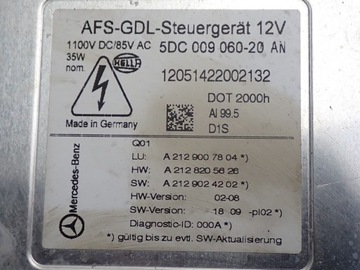 AFS-GDL-Steuergerät 12V
1100V DC/85V AC 5DC 009 060-20 AN
35W
nom.
HELLA
12051422002132
DOT 2000h
Al 99.5
Made in Germany D1S
Q01
LU: A 212 900 78 04 *)
HW: A 212 820 56 26
SW: A 212 902 42 02 *)
HW-Version: 02-08
SW-Version: 18 09 -pl02 *)
Diagnostic-ID: 000A *)
*) gültig bis zu evtl. SW-Aktualisierung
Mercedes-Benz